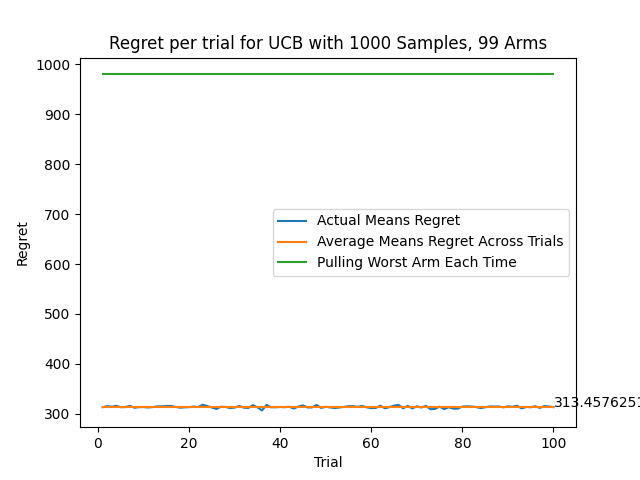 Regret per trial for UCB with 1000 Samples, 99 Arms
1000
900
800
700
600
500
400
300
Regret
Actual Means Regret
Average Means Regret Across Trials
Pulling Worst Arm Each Time
313.4576251
0
20
40
60
80
100
Trial